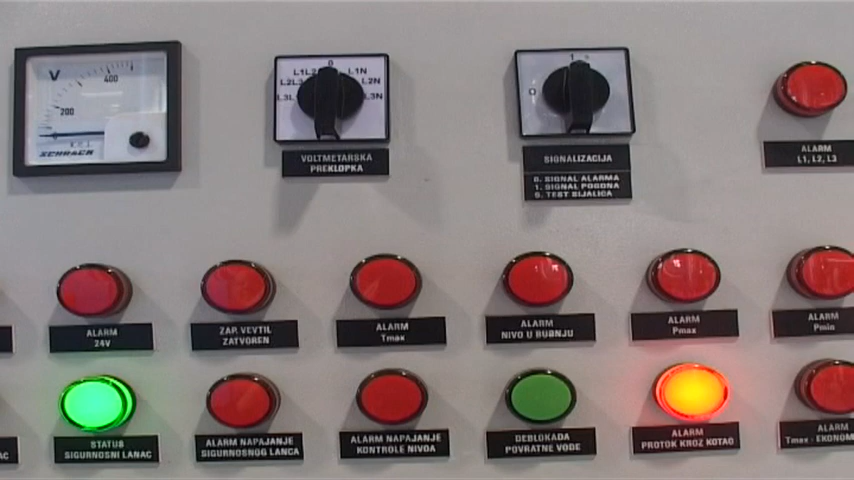 V
400
200
SCHRACK
0
L1L2 L1N
L2L3 L2N
L3L L3N
VOLTMETARSKA
PREKLOPKA
1
0
SIGNALIZACIJA
0. SIGNAL ALARMA
1. SIGNAL POGONA
S. TEST SIJALICA
ALARM
L1, L2, L3
ALARM
24V
ZAP. VEVTIL
ZATVOREN
ALARM
Tmax
ALARM
NIVO U BUBNJU
ALARM
Pmax
ALARM
Pmin
STATUS
SIGURNOSNI LANAC
ALARM NAPAJANJE
SIGURNOSNOG LANCA
ALARM NAPAJANJE
KONTROLE NIVOA
DEBLOKADA
POVRATNE VODE
ALARM
PROTOK KROZ KOTAO
ALARM
Tmax - EKONOM